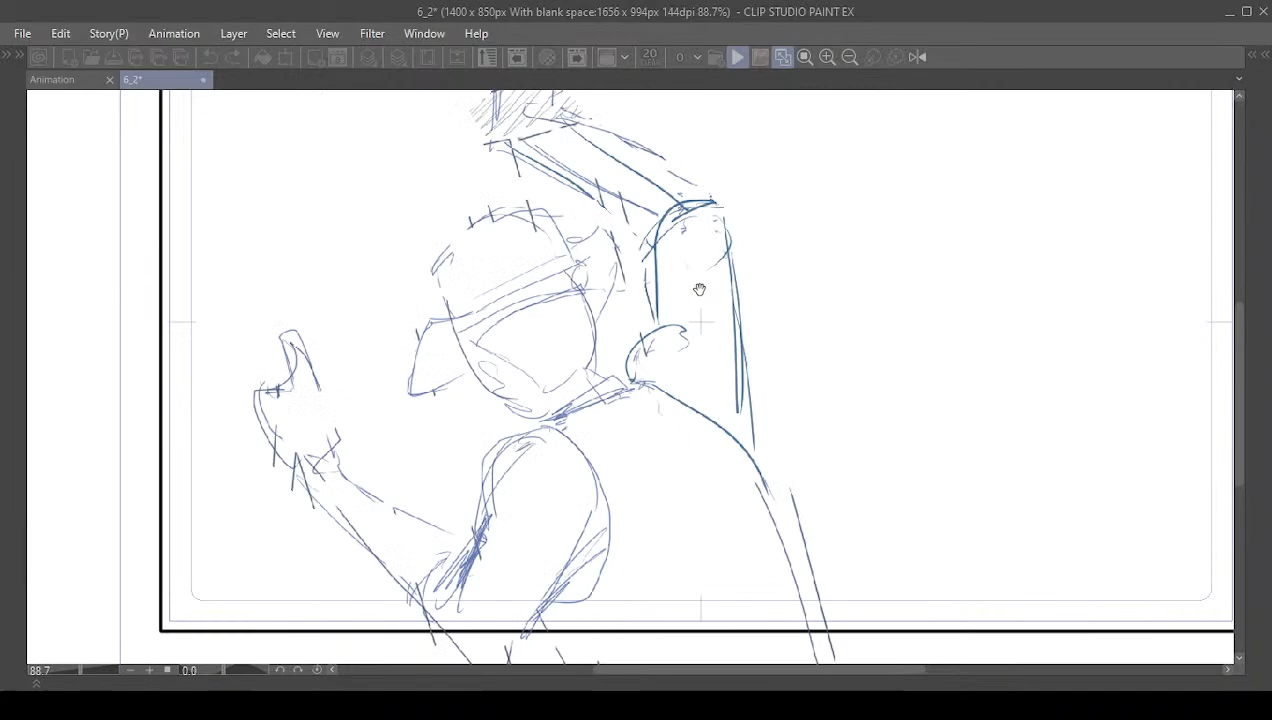 6_2* (1400 x 850px With blank space:1656 x 994px 144dpi 88.7%)  - CLIP STUDIO PAINT EX
File Edit Story(P) Animation Layer Select View Filter Window Help
20 0
Animation 6_2*
88.7 0.0